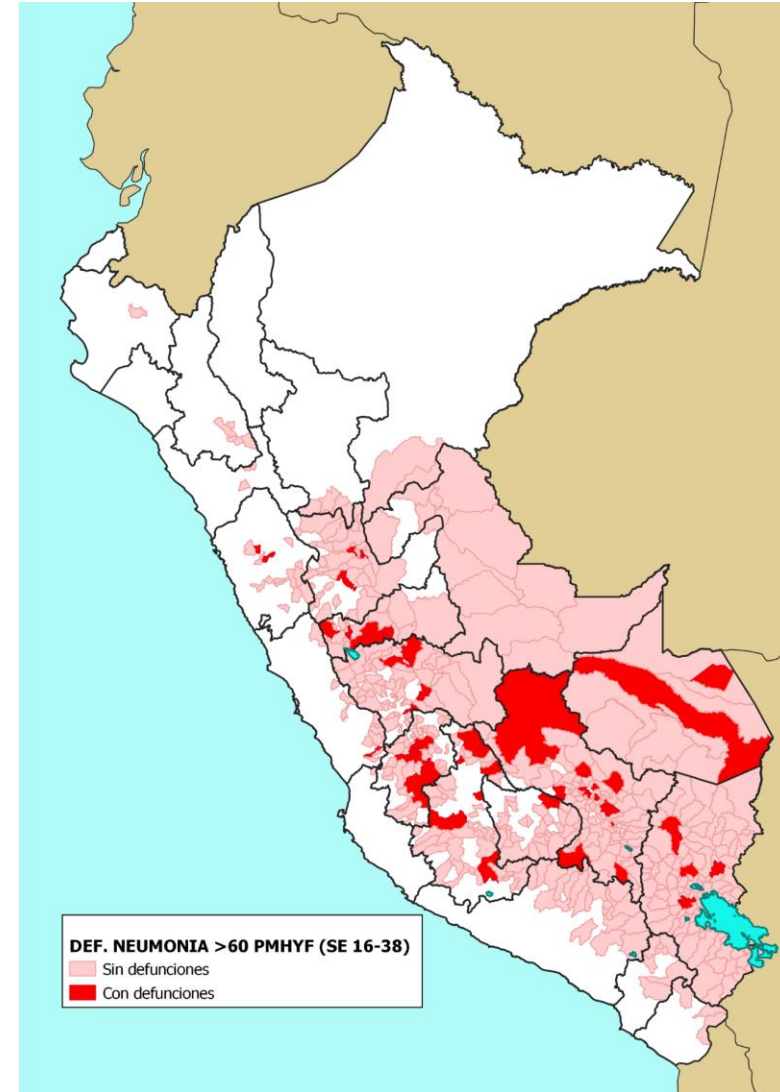 DEF. NEUMONIA >60 PMHYF (SE 16-38)
Sin defunciones
Con defunciones